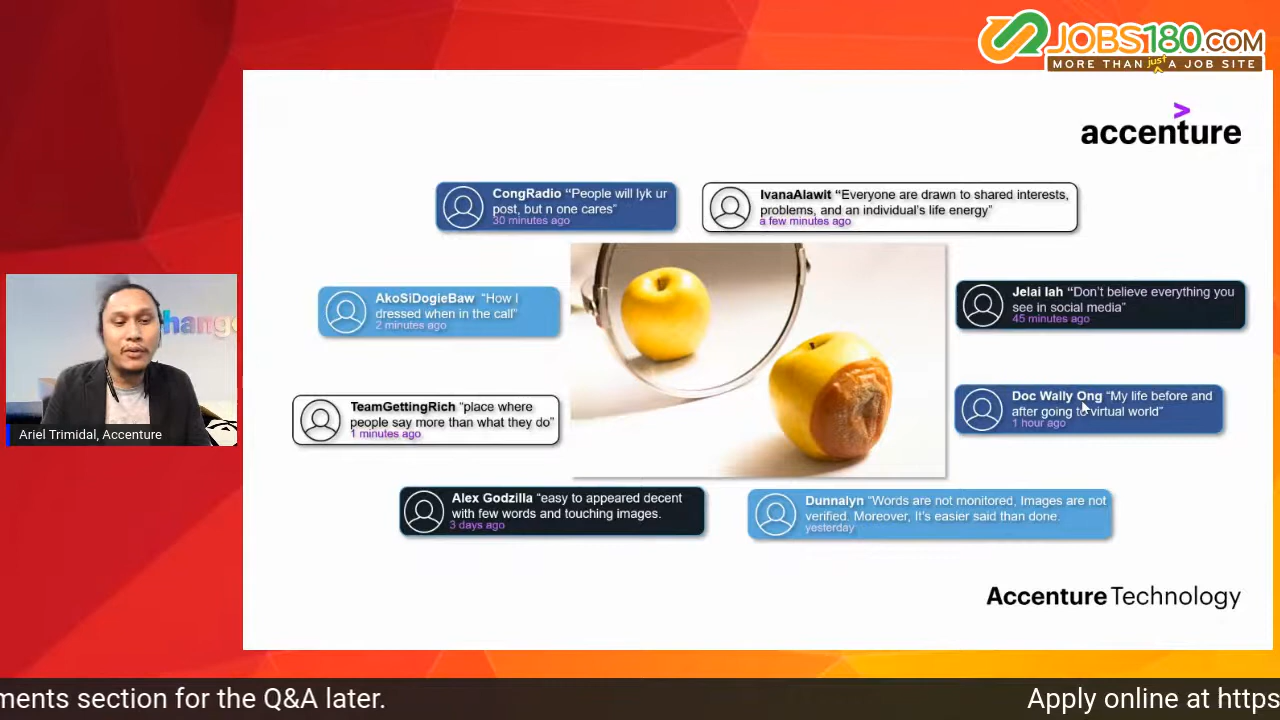 JOBS180.COM
MORE THAN just A JOB SITE
accenture
CongRadio “People will lyk ur
post, but n one cares”
30 minutes ago
IvanaAlawit “Everyone are drawn to shared interests,
problems, and an individual’s life energy”
a few minutes ago
AkoSiDogieBaw “How I
dressed when in the call”
2 minutes ago
Jelai Iah “Don’t believe everything you
see in social media”
45 minutes ago
TeamGettingRich “place where
people say more than what they do”
1 minutes ago
Doc Wally Ong “My life before and
after going to virtual world”
1 hour ago
Alex Godzilla “easy to appeared decent
with few words and touching images.
3 days ago
Dunnalyn “Words are not monitored, Images are not
verified. Moreover, It's easier said than done.
yesterday
hang
Ariel Trimidal, Accenture
Accenture Technology
ments section for the Q&A later.
Apply online at https